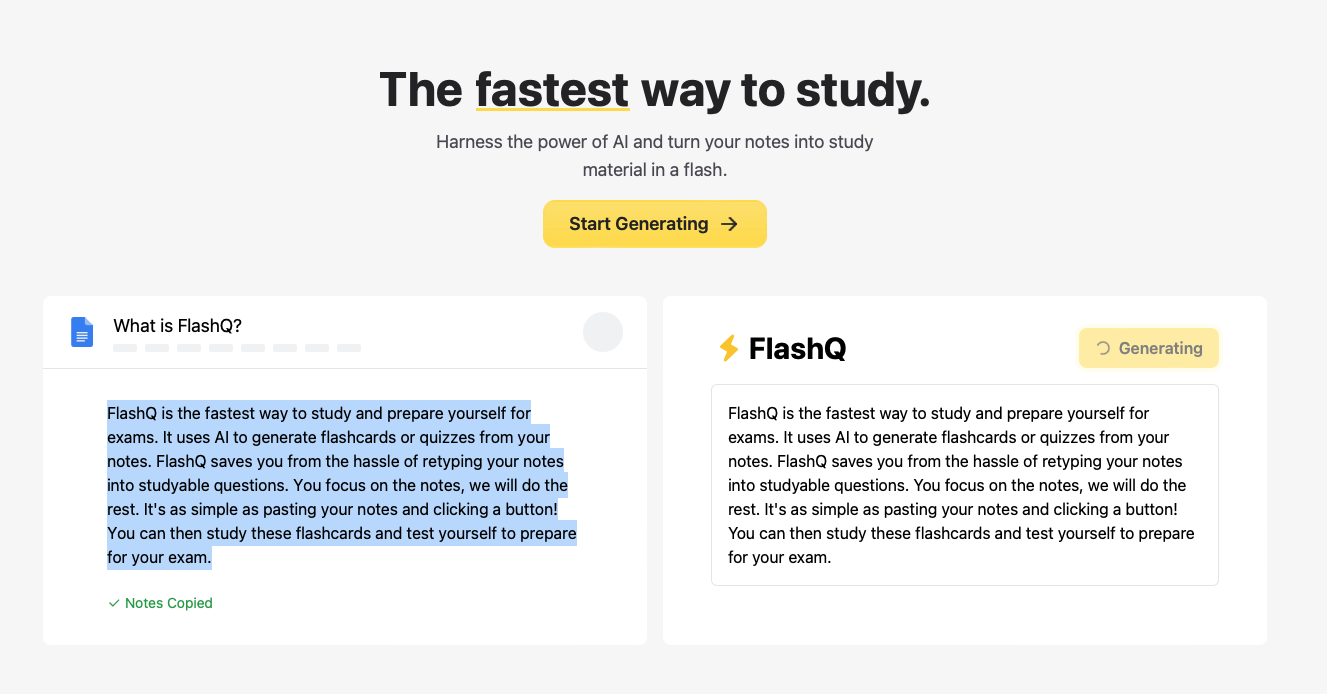 The fastest way to study.
Harness the power of AI and turn your notes into study
material in a flash.
Start Generating
What is FlashQ?
FlashQ is the fastest way to study and prepare yourself for
exams. It uses AI to generate flashcards or quizzes from your
notes. FlashQ saves you from the hassle of retyping your notes
into studyable questions. You focus on the notes, we will do the
rest. It's as simple as pasting your notes and clicking a button!
You can then study these flashcards and test yourself to prepare
for your exam.
Notes Copied
FlashQ
Generating
FlashQ is the fastest way to study and prepare yourself for
exams. It uses AI to generate flashcards or quizzes from your
notes. FlashQ saves you from the hassle of retyping your notes
into studyable questions. You focus on the notes, we will do the
rest. It's as simple as pasting your notes and clicking a button!
You can then study these flashcards and test yourself to prepare
for your exam.